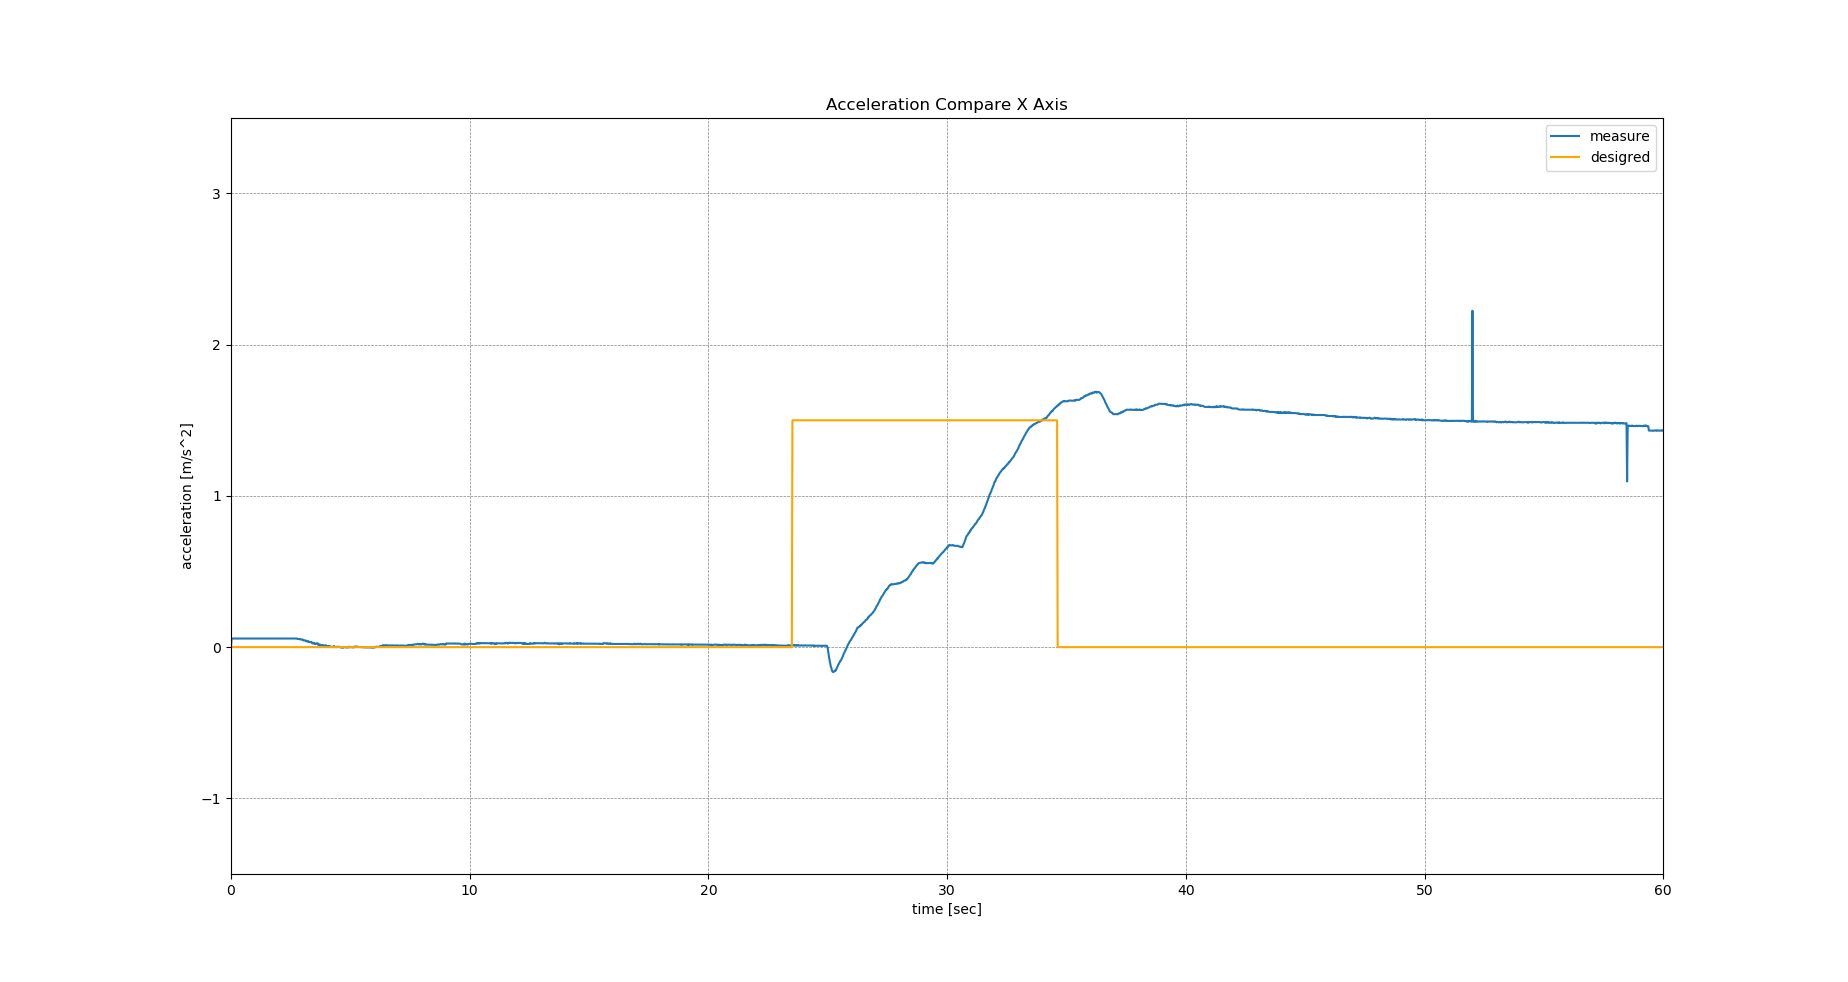 Acceleration Compare X Axis
measure
desigred
acceleration [m/s^2]
3
2
1
0
−1
0 10 20 30 40 50 60
time [sec]